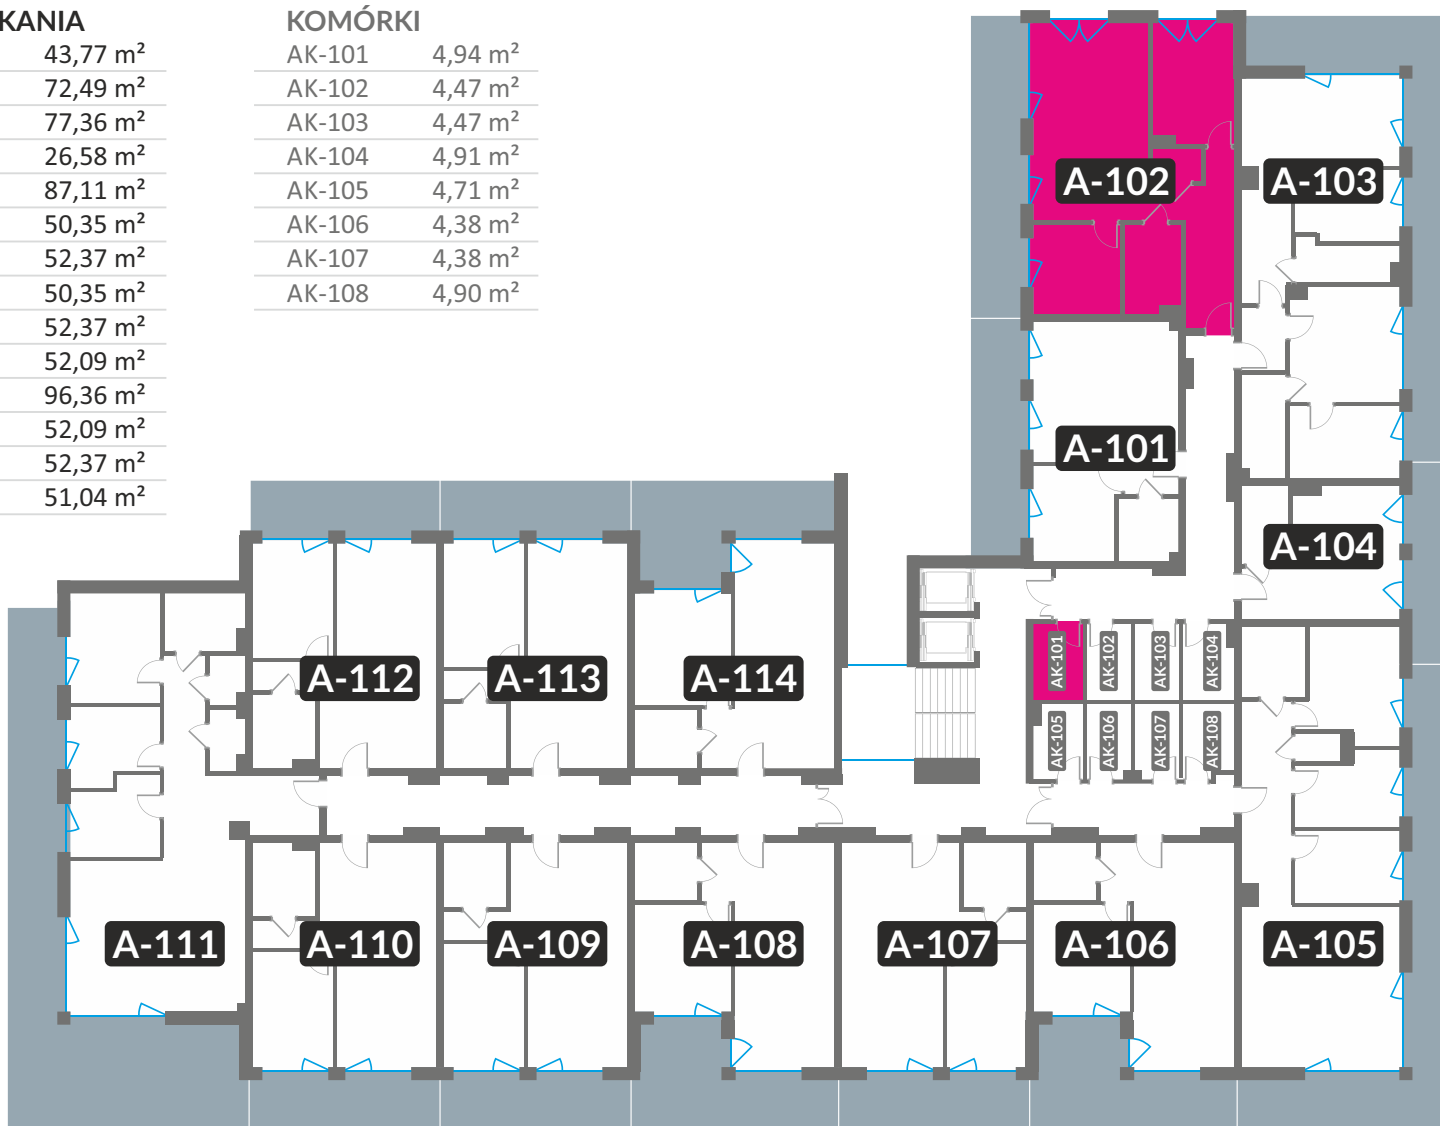 KANIA
43,77 m²
72,49 m²
77,36 m²
26,58 m²
87,11 m²
50,35 m²
52,37 m²
50,35 m²
52,37 m²
52,09 m²
96,36 m²
52,09 m²
52,37 m²
51,04 m²
KOMÓRKI
AK-101 4,94 m²
AK-102 4,47 m²
AK-103 4,47 m²
AK-104 4,91 m²
AK-105 4,71 m²
AK-106 4,38 m²
AK-107 4,38 m²
AK-108 4,90 m²
A-102
A-103
A-101
A-104
AK-101
AK-102
AK-103
AK-104
A-112
A-113
A-114
AK-105
AK-106
AK-107
AK-108
A-111
A-110
A-109
A-108
A-107
A-106
A-105